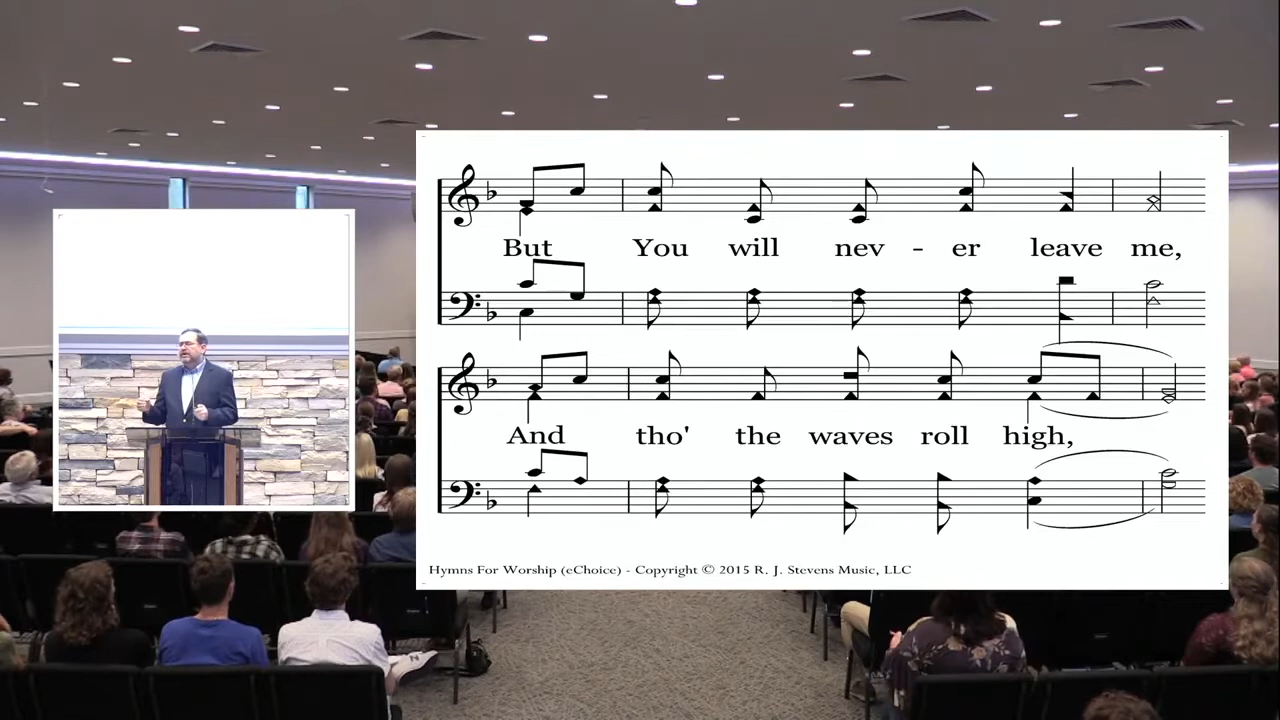 But You will nev - er leave me,
And tho' the waves roll high,
Hymns For Worship (eChoice) - Copyright © 2015 R. J. Stevens Music, LLC